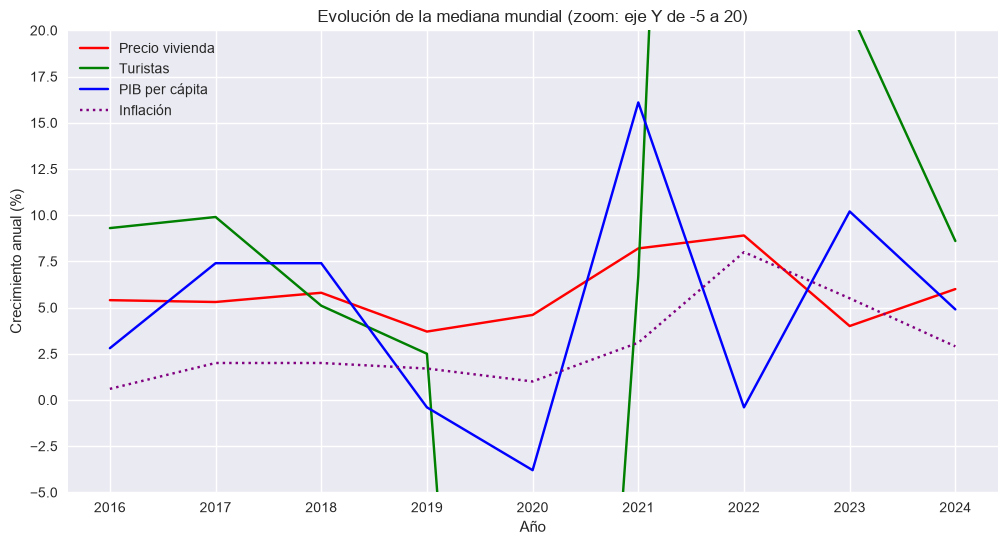 Evolución de la mediana mundial (zoom: eje Y de -5 a 20)
Precio vivienda
Turistas
PIB per cápita
Inflación
Crecimiento anual (%)
20.0
17.5
15.0
12.5
10.0
7.5
5.0
2.5
0.0
−2.5
−5.0
2016 2017 2018 2019 2020 2021 2022 2023 2024
Año